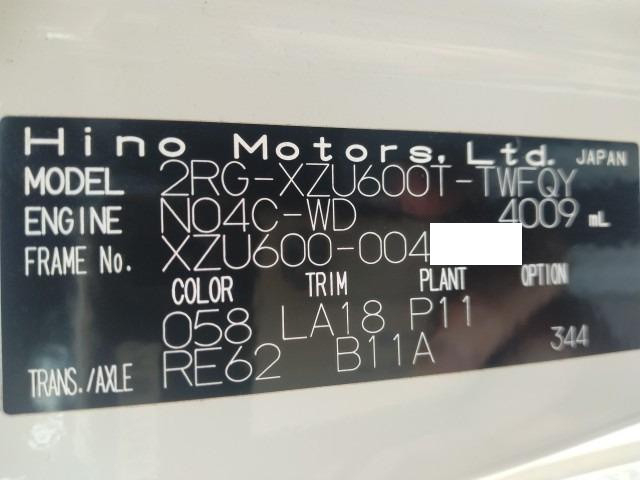 Hino Motors, Ltd. JAPAN
MODEL 2RG-XZU600T-TWFQY
ENGINE N04C-WD 4009 mL
FRAME No. XZU600-004
COLOR TRIM PLANT OPTION
058 LA18 P11
TRANS./AXLE RE62 B11A 344